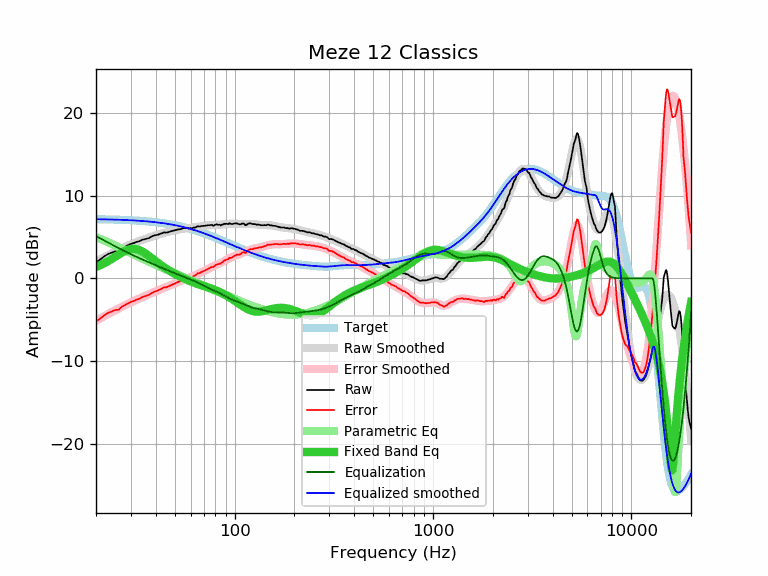 Meze 12 Classics
Amplitude (dBr)
20
10
0
−10
−20
Target
Raw Smoothed
Error Smoothed
Raw
Error
Parametric Eq
Fixed Band Eq
Equalization
Equalized smoothed
100
1000
10000
Frequency (Hz)